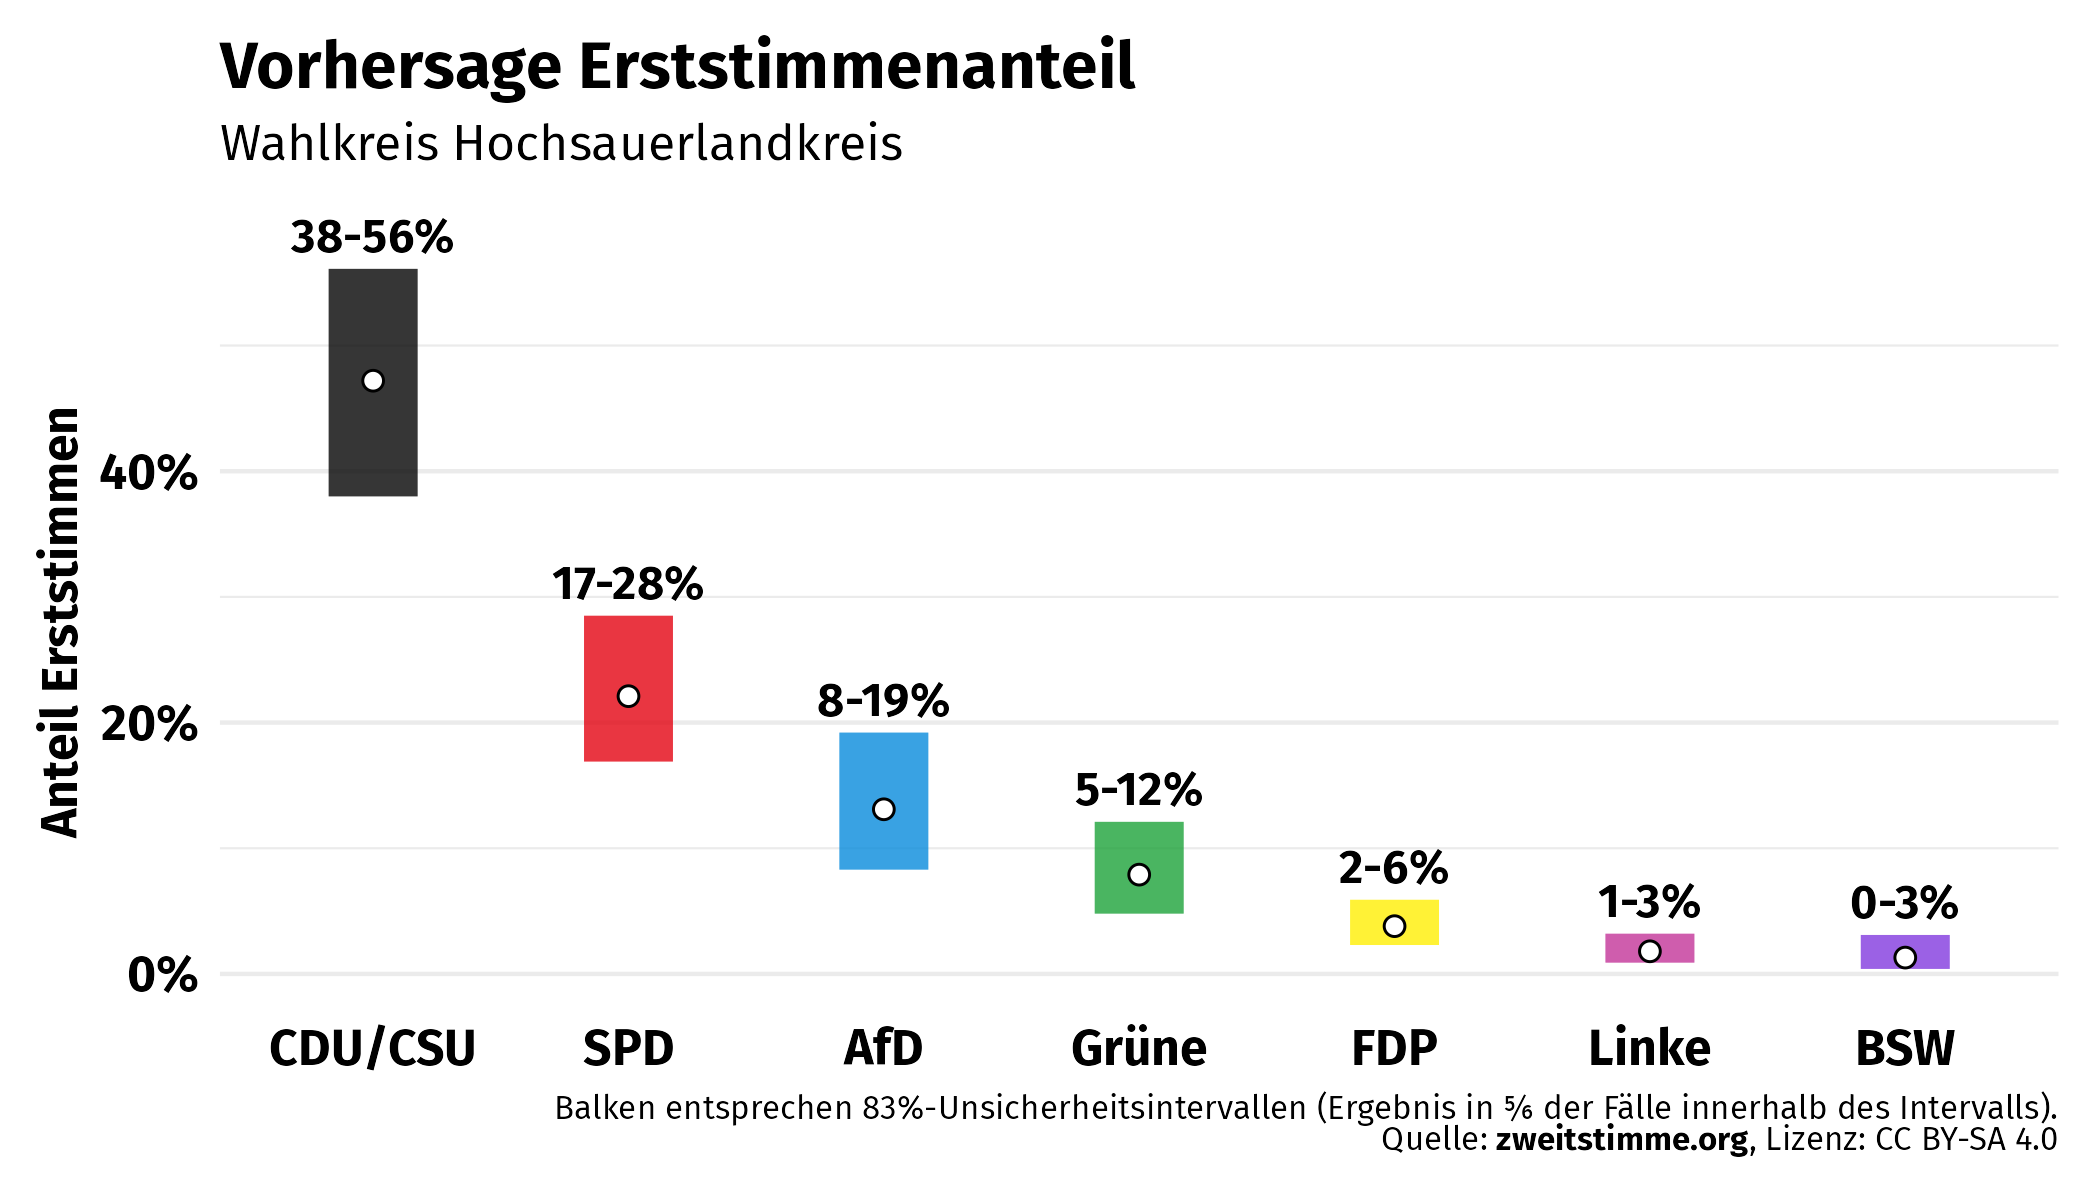 Vorhersage Erststimmenanteil
Wahlkreis Hochsauerlandkreis
38-56%
17-28%
8-19%
5-12%
2-6%
1-3%
0-3%
Anteil Erststimmen
40%
20%
0%
CDU/CSU SPD AfD Grüne FDP Linke BSW
Balken entsprechen 83%-Unsicherheitsintervallen (Ergebnis in ⅚ der Fälle innerhalb des Intervalls).
Quelle: zweitstimme.org, Lizenz: CC BY-SA 4.0